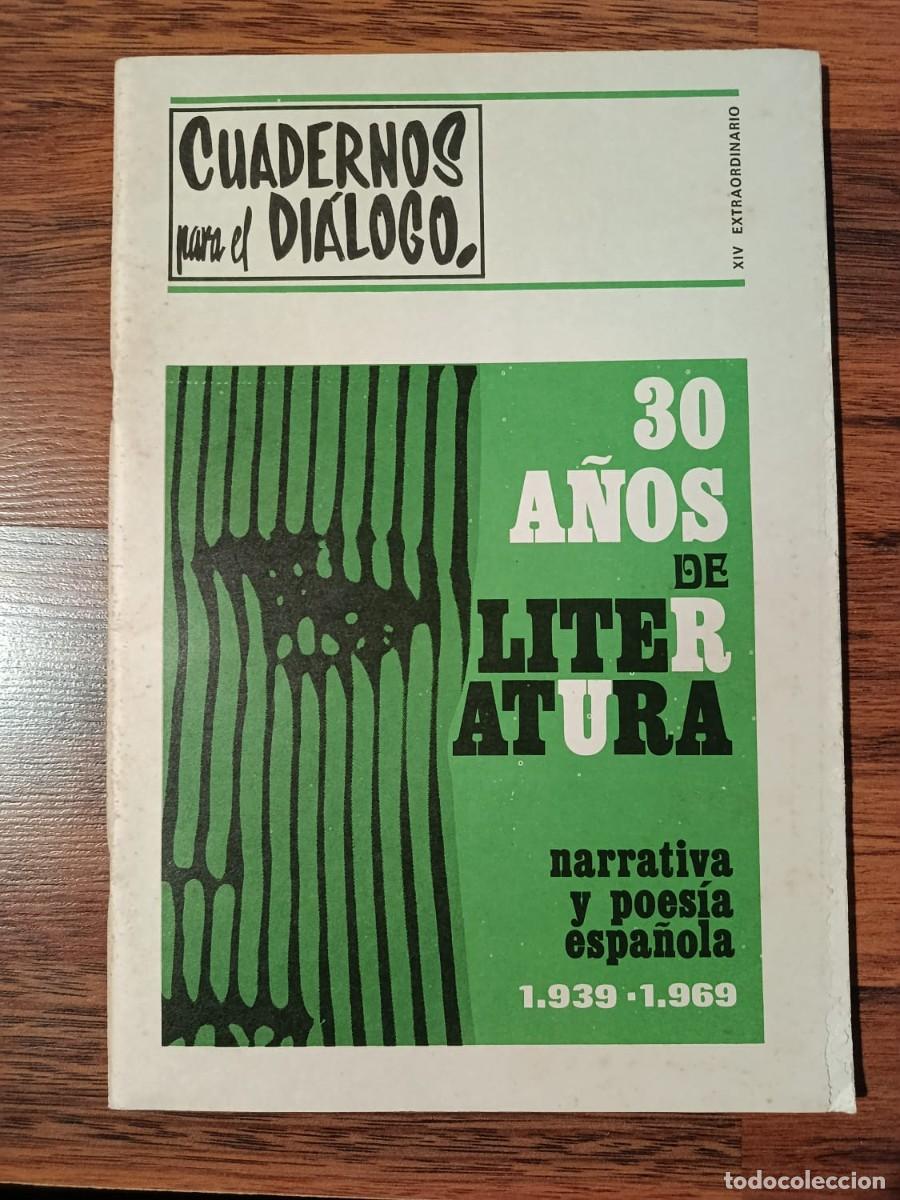 CUADERNOS
para el DIÁLOGO.
XIV EXTRAORDINARIO
30
AÑOS
DE
LITER
ATURA
narrativa
y poesía
española
1.939 - 1.969
todocoleccion